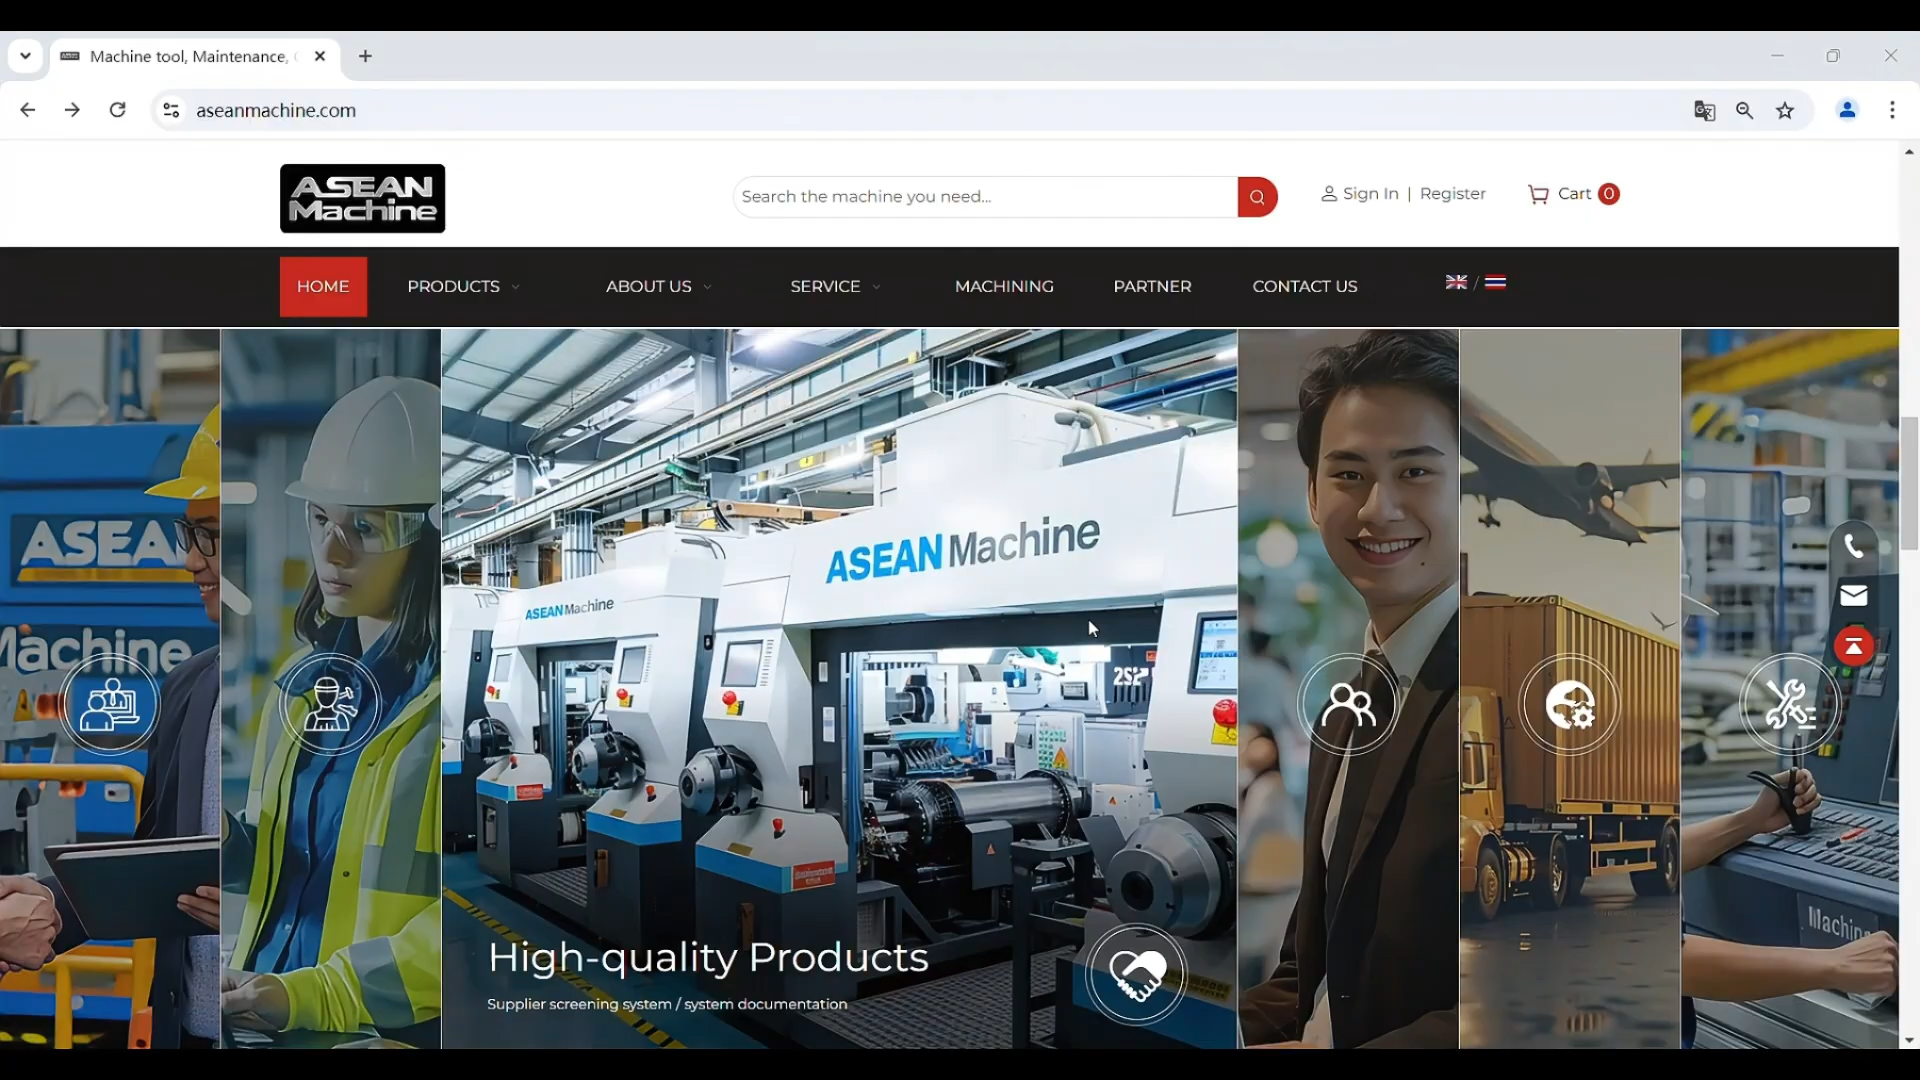 Machine tool, Maintenance,
aseanmachine.com
ASEAN
Machine
Search the machine you need...
Sign In | Register
Cart 0
HOME
PRODUCTS
ABOUT US
SERVICE
MACHINING
PARTNER
CONTACT US
/
ASEA
Machine
ASEAN Machine
ASEAN Machine
High-quality Products
Supplier screening system / system documentation
Machine